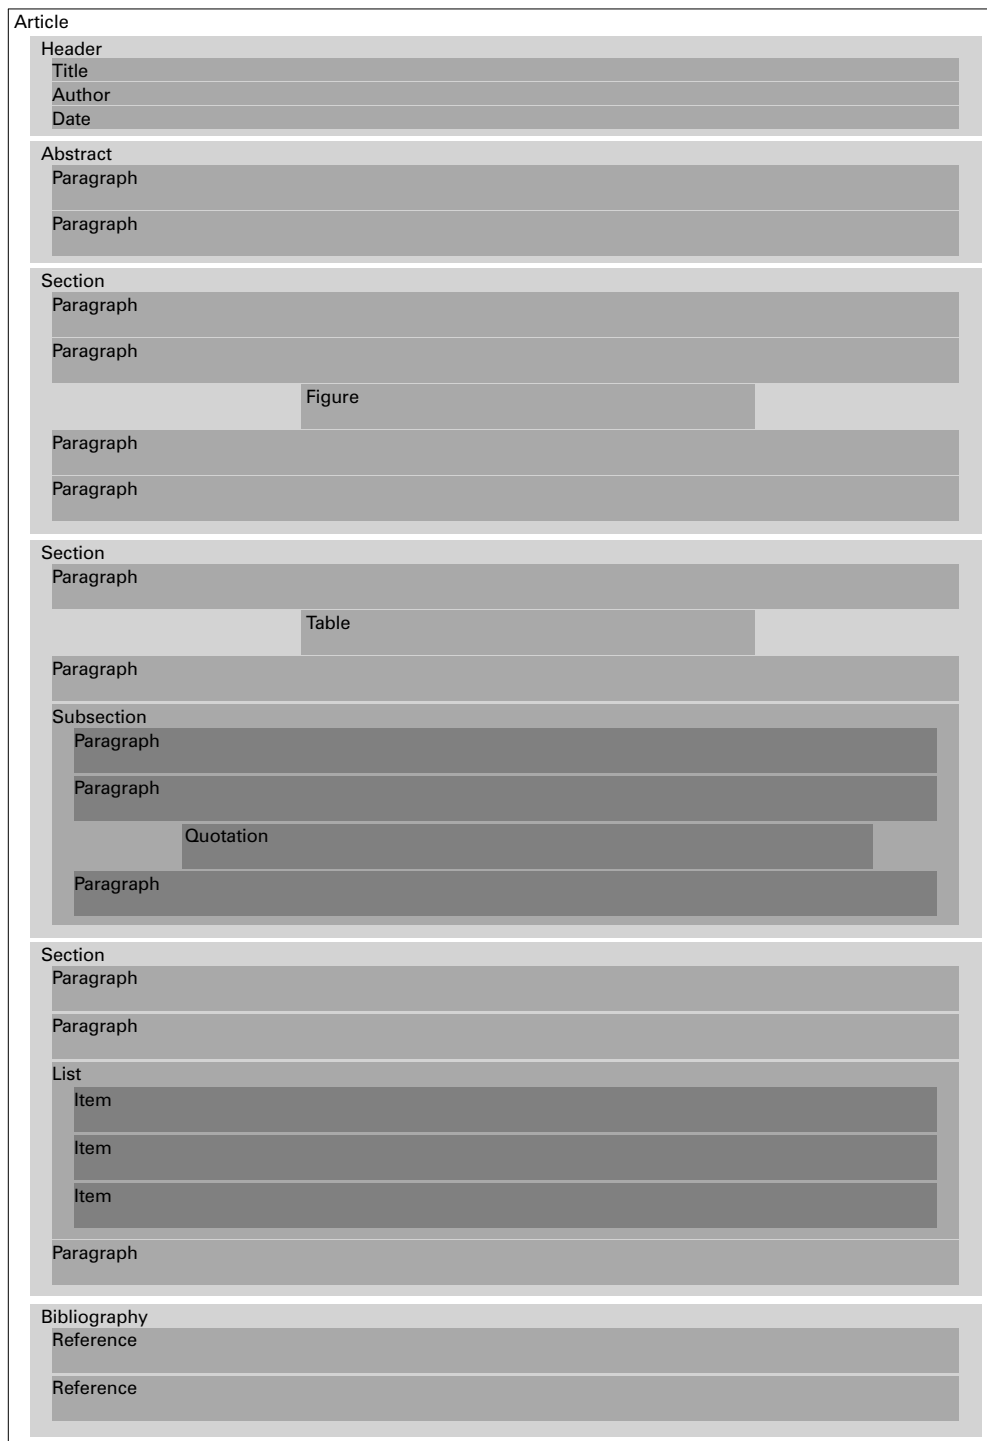 Article
Header
Title
Author
Date
Abstract
Paragraph
Paragraph
Section
Paragraph
Paragraph
Figure
Paragraph
Paragraph
Section
Paragraph
Table
Paragraph
Subsection
Paragraph
Paragraph
Quotation
Paragraph
Section
Paragraph
Paragraph
List
Item
Item
Item
Paragraph
Bibliography
Reference
Reference